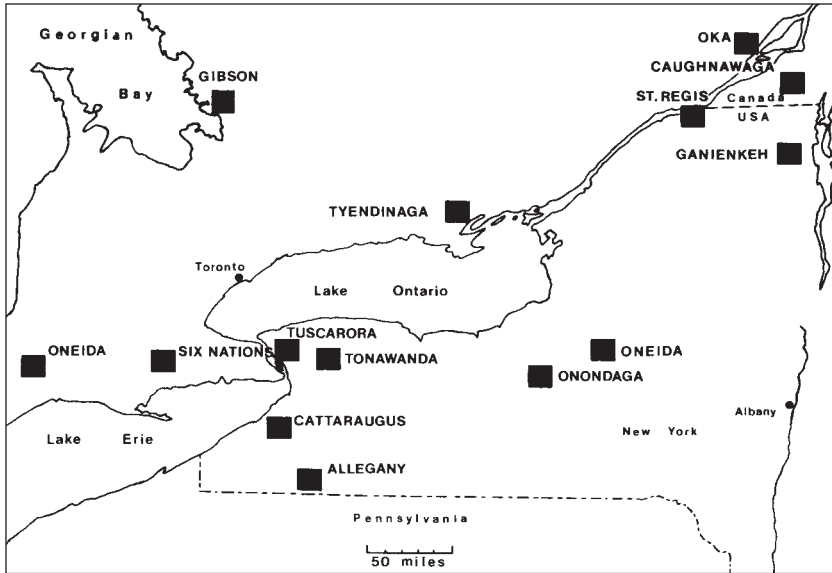 Georgian
Bay
GIBSON
OKA
CAUGHNAWAGA
ST. REGIS
Canada
USA
GANIENKEH
TYENDINAGA
Toronto
Lake Ontario
TUSCARORA
ONEIDA
SIX NATIONS
TONAWANDA
ONEIDA
ONONDAGA
Albany
CATTARAUGUS
New York
Lake Erie
ALLEGANY
Pennsylvania
50 miles